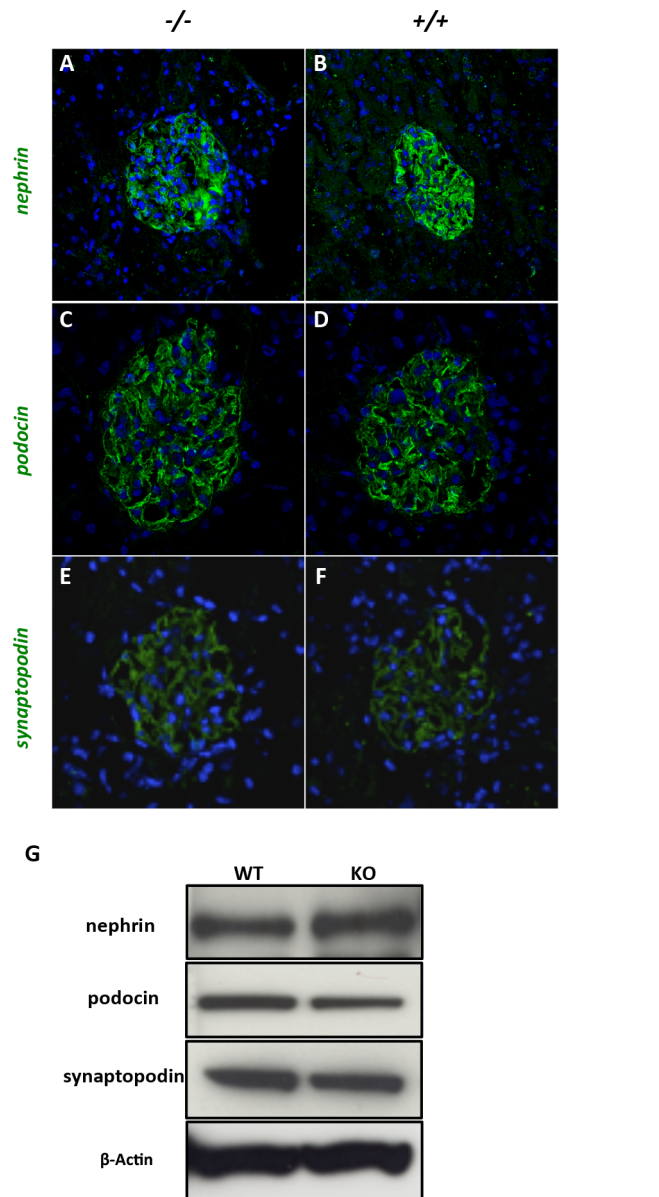 -/- +/+
A B
nephrin
C D
podocin
E F
synaptopodin
G
WT KO
nephrin
podocin
synaptopodin
β-Actin